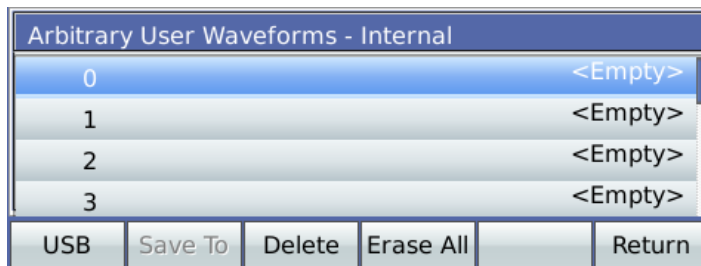 Arbitrary User Waveforms - Internal
0 <Empty>
1 <Empty>
2 <Empty>
3 <Empty>
USB Save To Delete Erase All Return